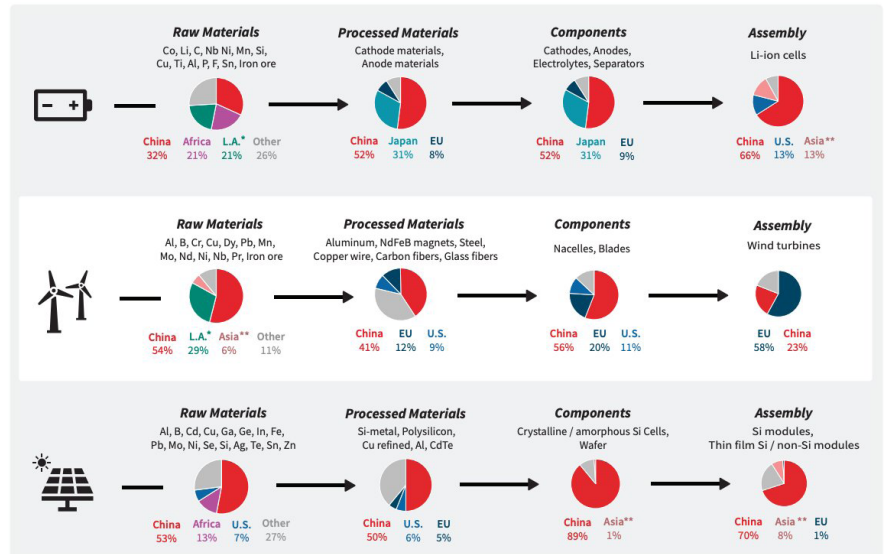 Raw Materials
Co, Li, C, Nb Ni, Mn, Si,
Cu, Ti, Al, P, F, Sn, Iron ore
China Africa L.A.* Other
32% 21% 21% 26%
Processed Materials
Cathode materials,
Anode materials
China Japan EU
52% 31% 8%
Components
Cathodes, Anodes,
Electrolytes, Separators
China Japan EU
52% 31% 9%
Assembly
Li-ion cells
China U.S. Asia**
66% 13% 13%
Raw Materials
Al, B, Cr, Cu, Dy, Pb, Mn,
Mo, Nd, Ni, Nb, Pr, Iron ore
China L.A.* Asia** Other
54% 29% 6% 11%
Processed Materials
Aluminum, NdFeB magnets, Steel,
Copper wire, Carbon fibers, Glass fibers
China EU U.S.
41% 12% 9%
Components
Nacelles, Blades
China EU U.S.
56% 20% 11%
Assembly
Wind turbines
EU China
58% 23%
Raw Materials
Al, B, Cd, Cu, Ga, Ge, In, Fe,
Pb, Mo, Ni, Se, Si, Ag, Te, Sn, Zn
China Africa U.S. Other
53% 13% 7% 27%
Processed Materials
Si-metal, Polysilicon,
Cu refined, Al, CdTe
China U.S. EU
50% 6% 5%
Components
Crystalline / amorphous Si Cells,
Wafer
China Asia**
89% 1%
Assembly
Si modules,
Thin film Si / non-Si modules
China Asia** EU
70% 8% 1%